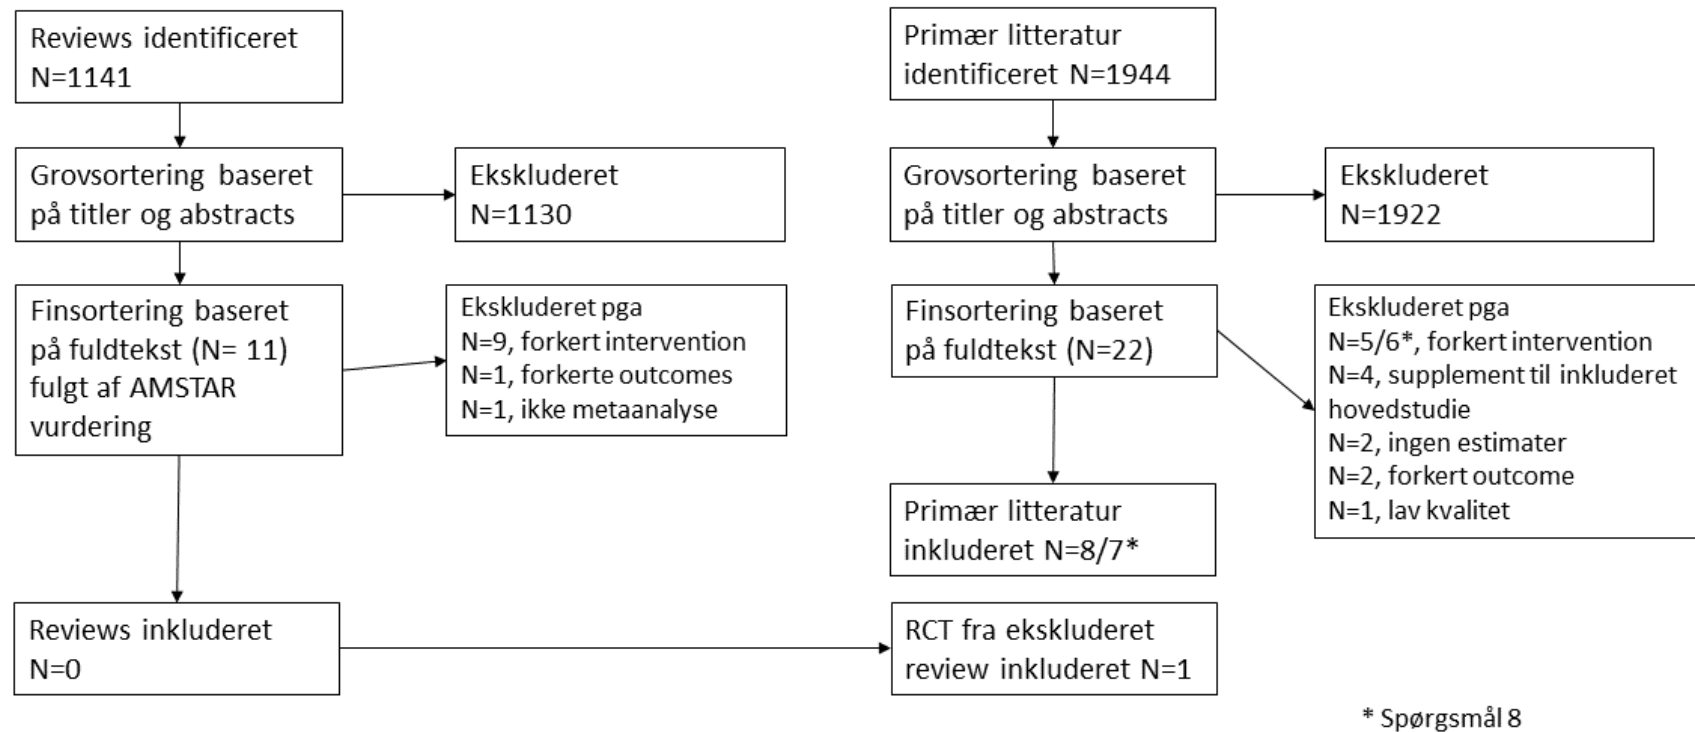 Reviews identificeret
N=1141
Grovsortering baseret
på titler og abstracts
Ekskluderet
N=1130
Finsortering baseret
på fuldtekst (N= 11)
fulgt af AMSTAR
vurdering
Ekskluderet pga
N=9, forkert intervention
N=1, forkerte outcomes
N=1, ikke metaanalyse
Reviews inkluderet
N=0
Primær litteratur
identificeret N=1944
Grovsortering baseret
på titler og abstracts
Ekskluderet
N=1922
Finsortering baseret
på fuldtekst (N=22)
Ekskluderet pga
N=5/6*, forkert intervention
N=4, supplement til inkluderet
hovedstudie
N=2, ingen estimater
N=2, forkert outcome
N=1, lav kvalitet
Primær litteratur
inkluderet N=8/7*
RCT fra ekskluderet
review inkluderet N=1
* Spørgsmål 8